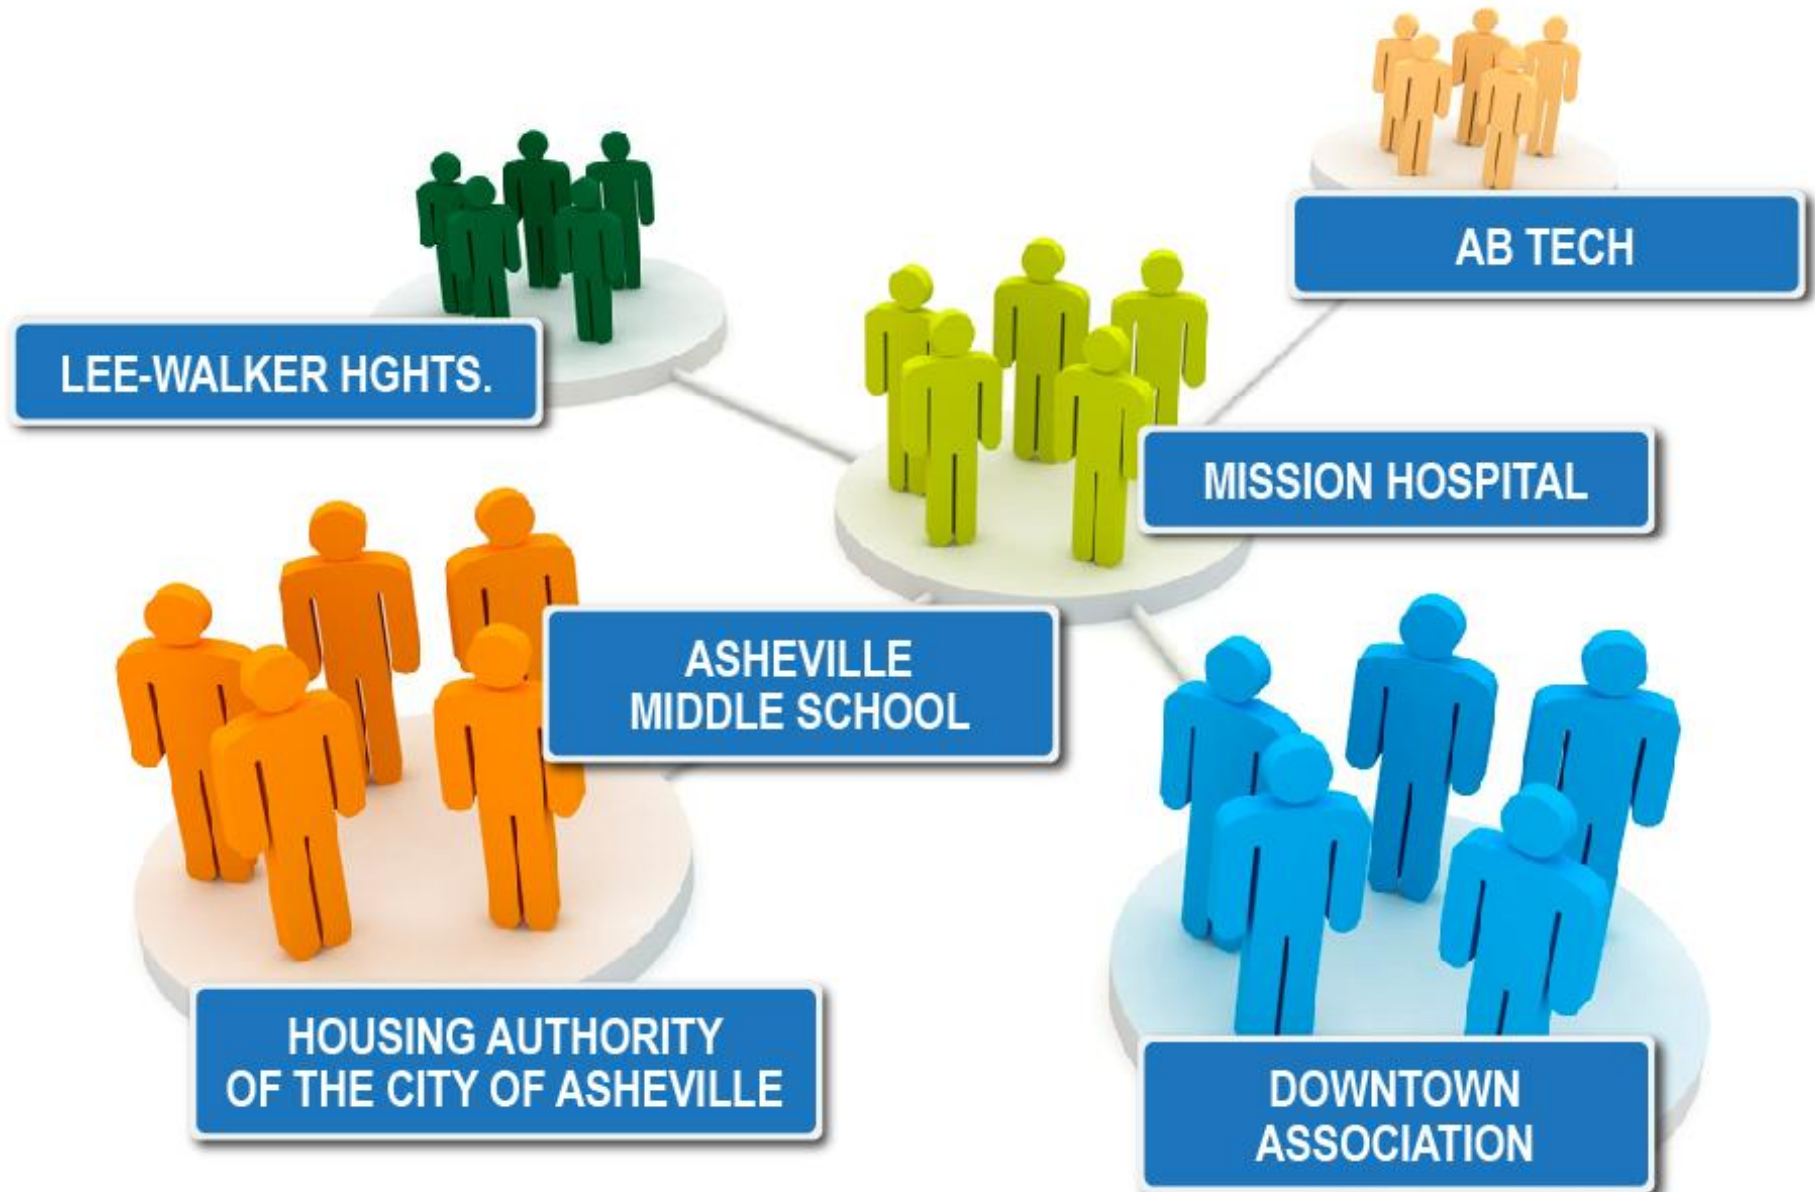 AB TECH
LEE-WALKER HGHTS.
MISSION HOSPITAL
ASHEVILLE
MIDDLE SCHOOL
HOUSING AUTHORITY
OF THE CITY OF ASHEVILLE
DOWNTOWN
ASSOCIATION